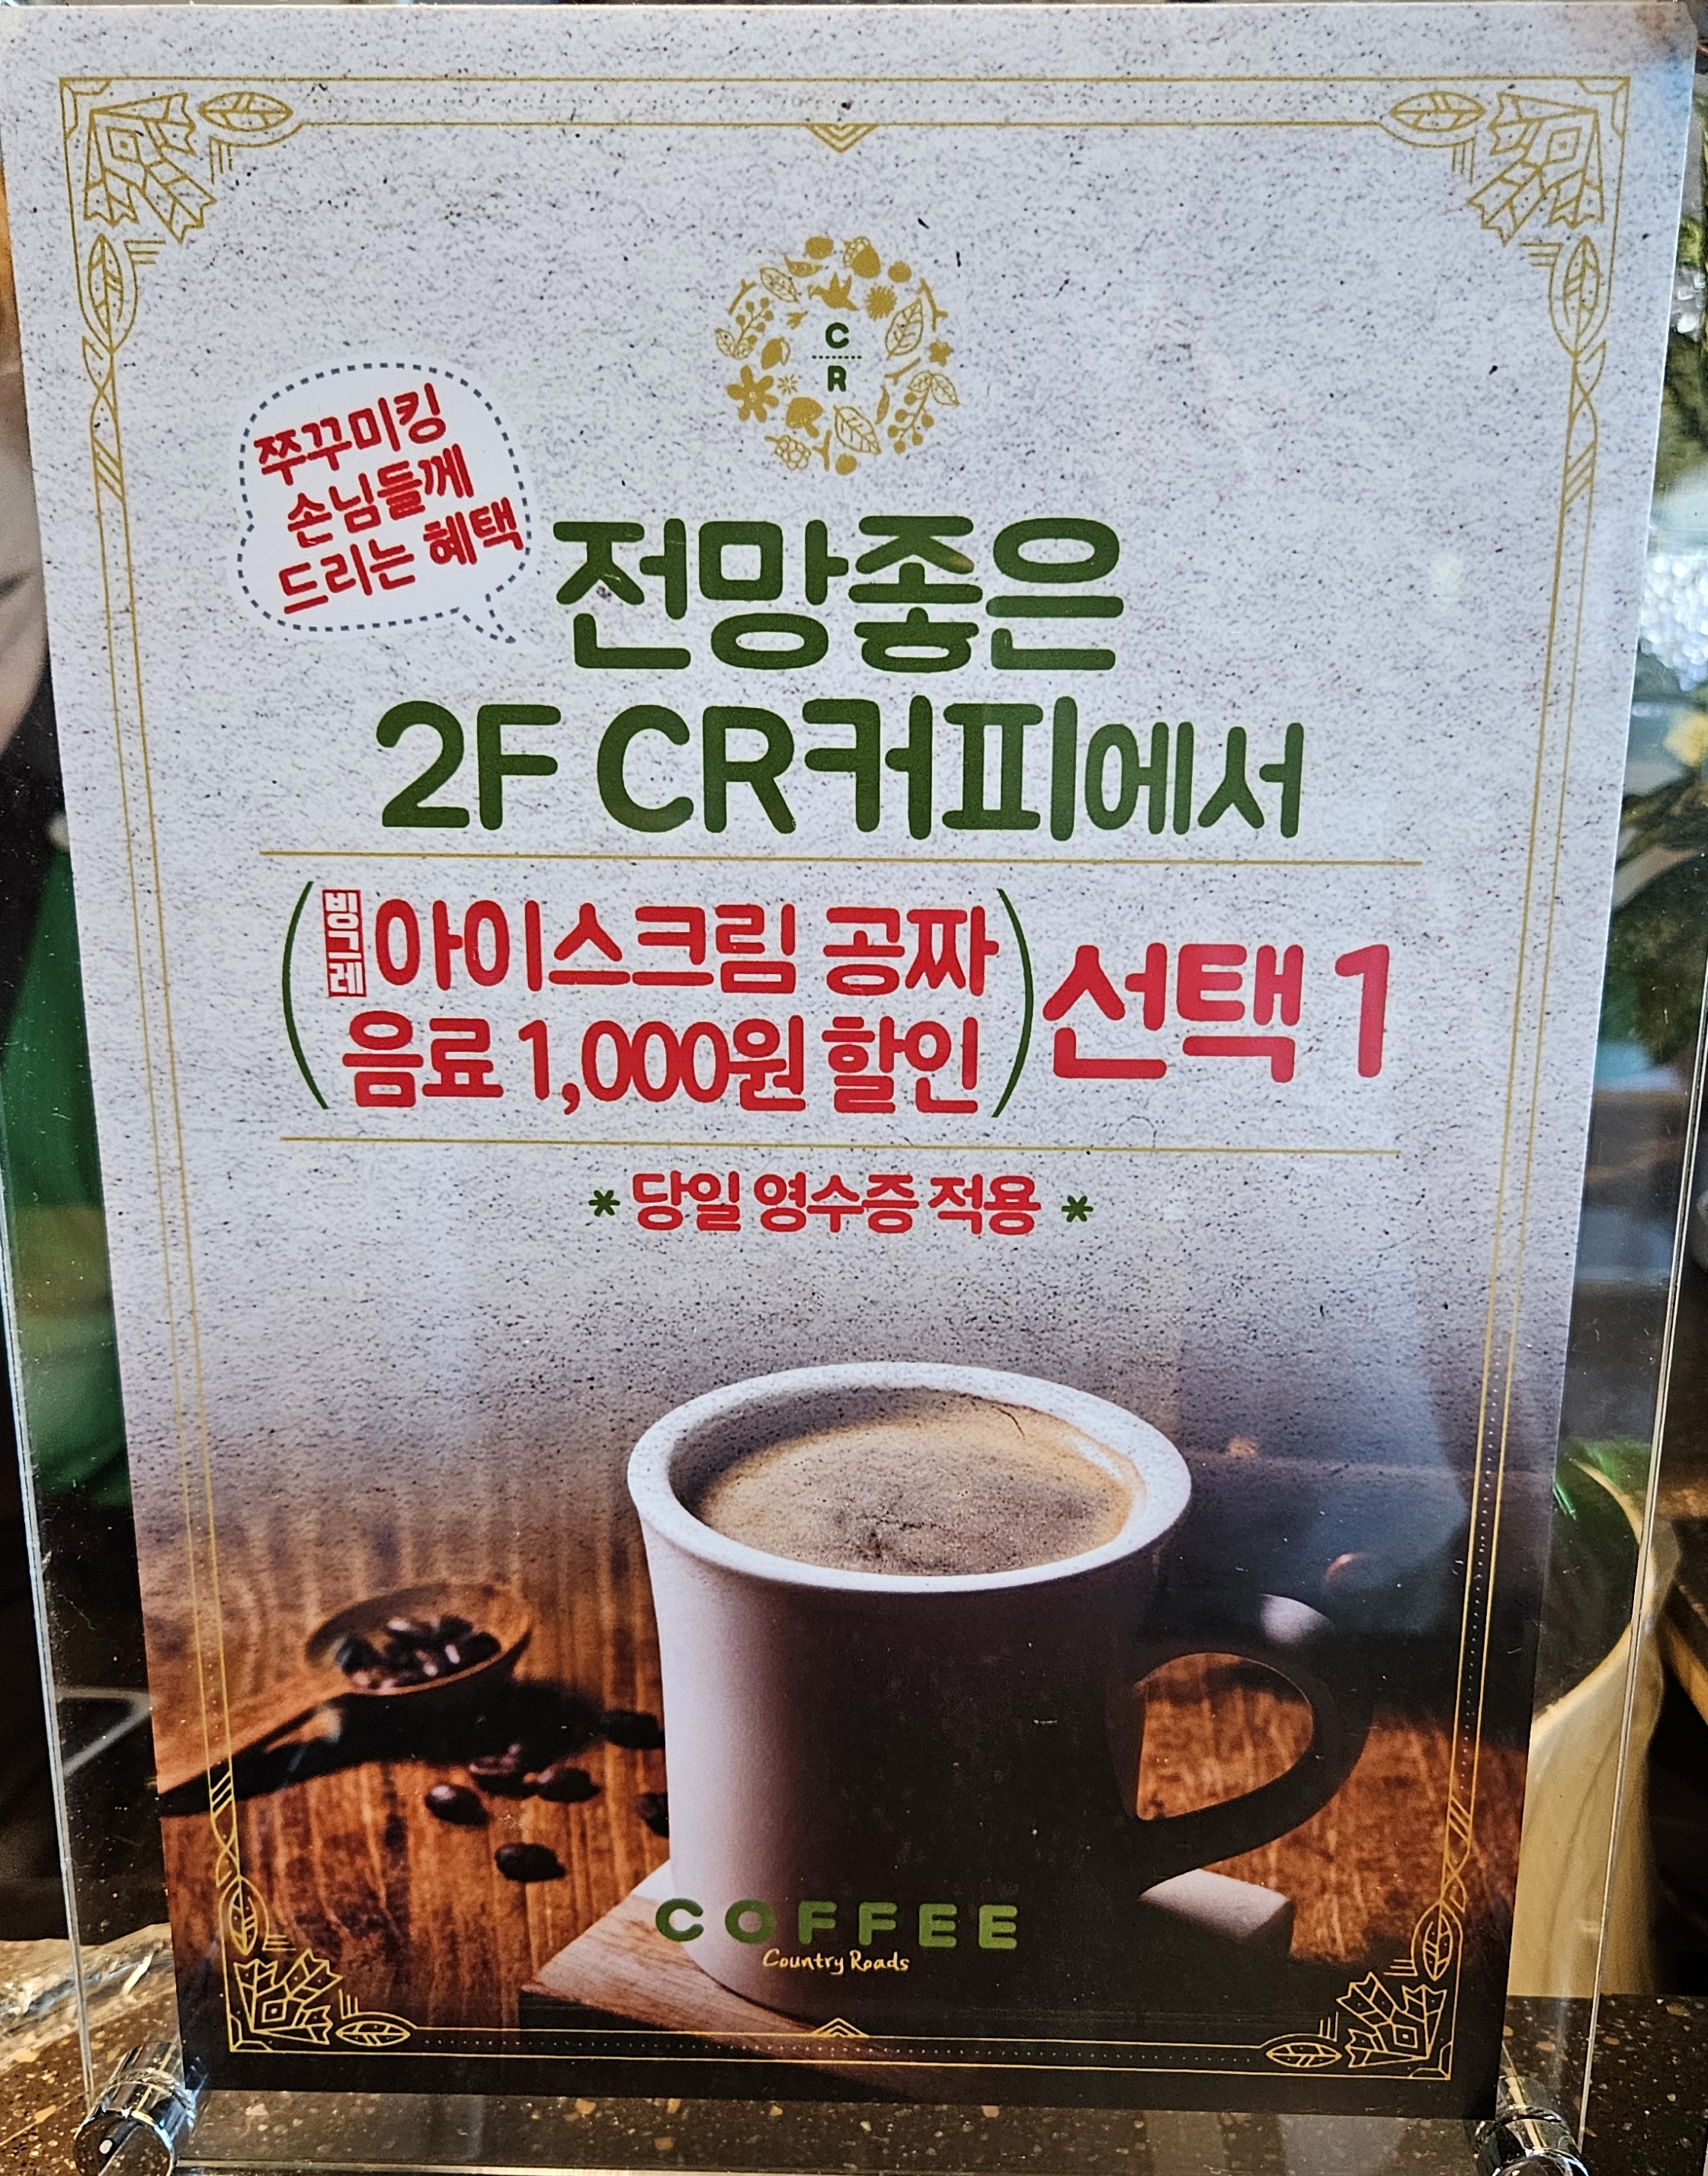 C
R
쭈꾸미킹
손님들께
드리는 혜택
전망좋은
2F CR커피에서
빙그레 아이스크림 공짜
음료 1,000원 할인
선택 1
* 당일 영수증 적용 *
COFFEE
Country Roads